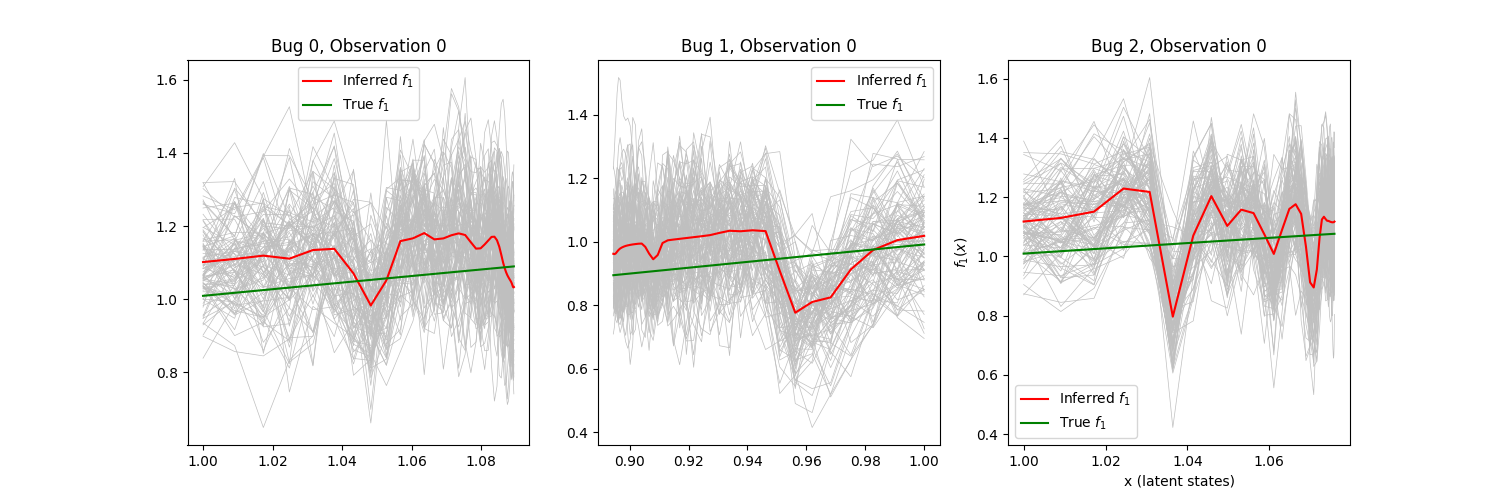 Bug 0, Observation 0
Inferred f₁
True f₁
1.6
1.4
1.2
1.0
0.8
1.00 1.02 1.04 1.06 1.08
Bug 1, Observation 0
Inferred f₁
True f₁
1.4
1.2
1.0
0.8
0.6
0.4
0.90 0.92 0.94 0.96 0.98 1.00
Bug 2, Observation 0
f₁(x)
1.6
1.4
1.2
1.0
0.8
0.6
0.4
Inferred f₁
True f₁
1.00 1.02 1.04 1.06
x (latent states)